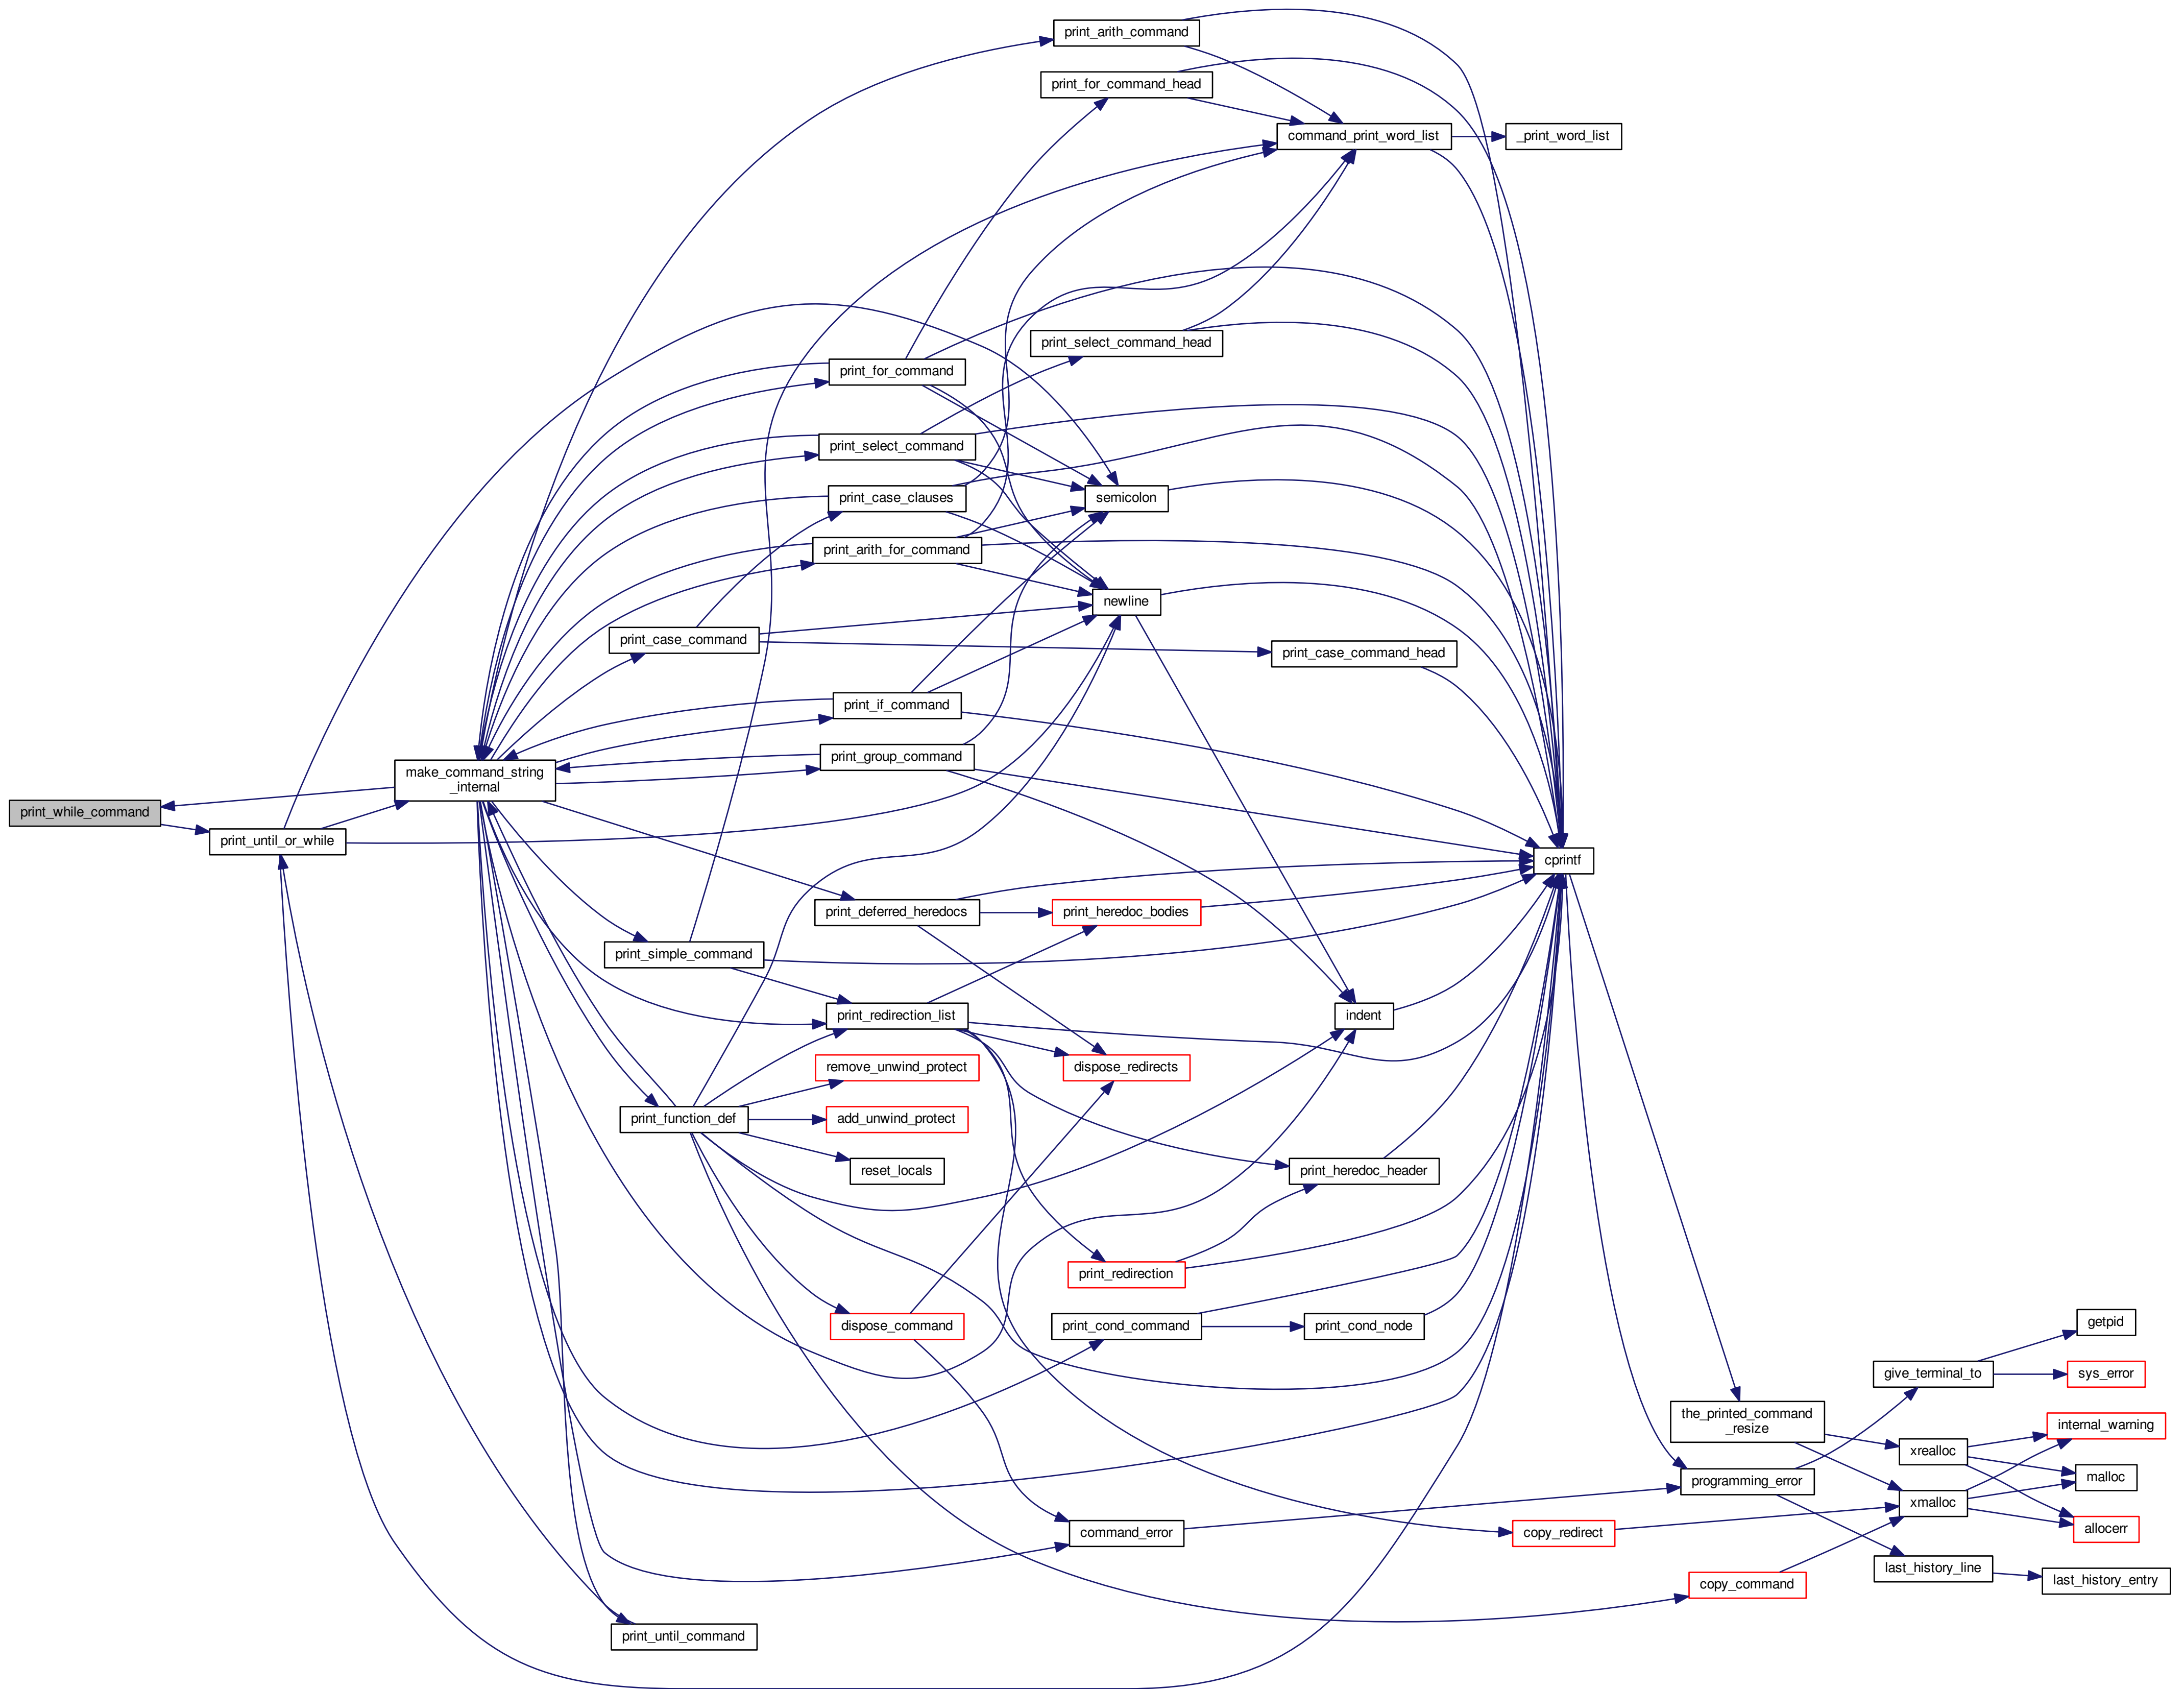 print_arith_command
print_for_command_head
command_print_word_list
_print_word_list
print_select_command_head
print_for_command
print_select_command
print_case_clauses
semicolon
print_arith_for_command
newline
print_case_command
print_case_command_head
print_if_command
print_group_command
make_command_string
_internal
print_while_command
print_until_or_while
cprintf
print_deferred_heredocs
print_heredoc_bodies
print_simple_command
print_redirection_list
indent
remove_unwind_protect
dispose_redirects
print_function_def
add_unwind_protect
reset_locals
print_heredoc_header
print_redirection
dispose_command
print_cond_command
print_cond_node
getpid
give_terminal_to
sys_error
the_printed_command
_resize
internal_warning
xrealloc
programming_error
malloc
xmalloc
command_error
copy_redirect
allocerr
last_history_line
last_history_entry
copy_command
print_until_command